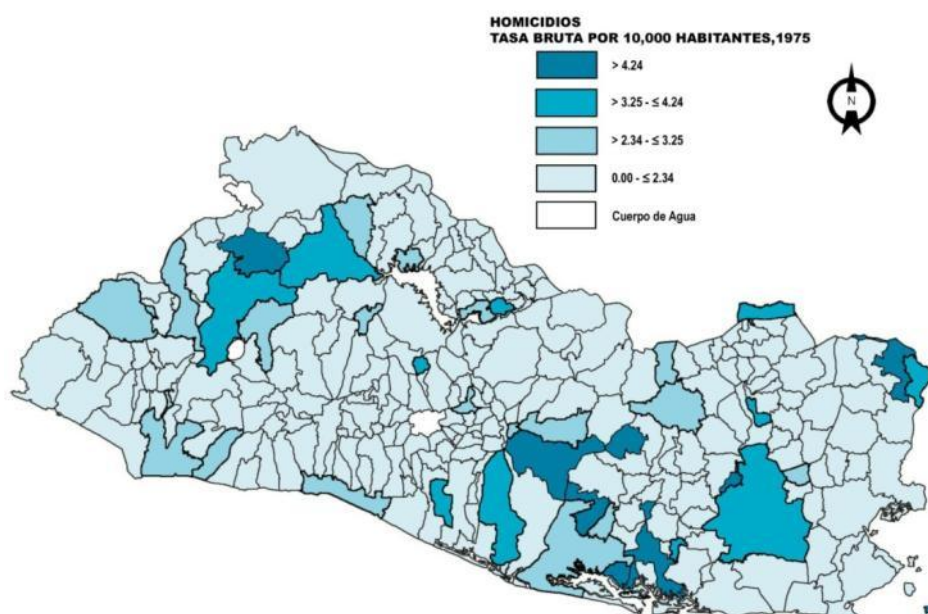 HOMICIDIOS
TASA BRUTA POR 10,000 HABITANTES,1975
> 4.24
> 3.25 - ≤ 4.24
> 2.34 - ≤ 3.25
0.00 - ≤ 2.34
Cuerpo de Agua
N